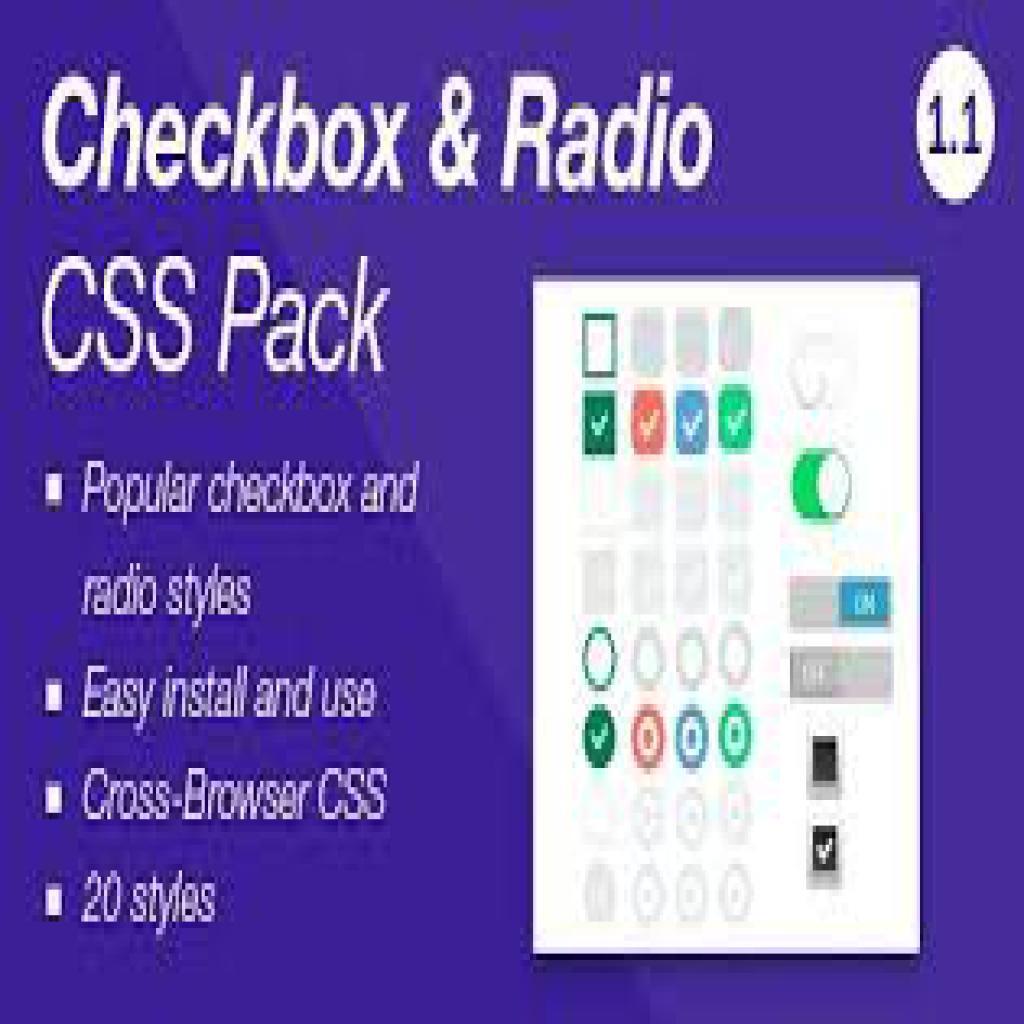 Checkbox & Radio
1.1
CSS Pack
Popular checkbox and
radio styles
Easy install and use
Cross-Browser CSS
20 styles
ON